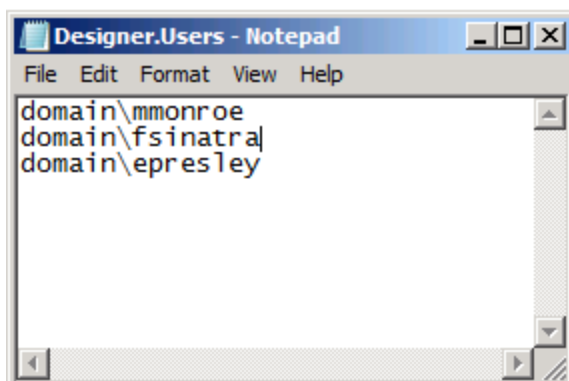 Designer.Users - Notepad
File Edit Format View Help
domain\mmonroe
domain\fsinatra
domain\epresley